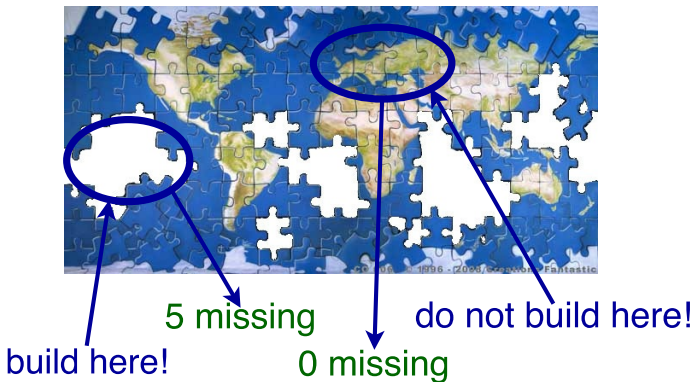 5 missing
do not build here!
build here!
0 missing